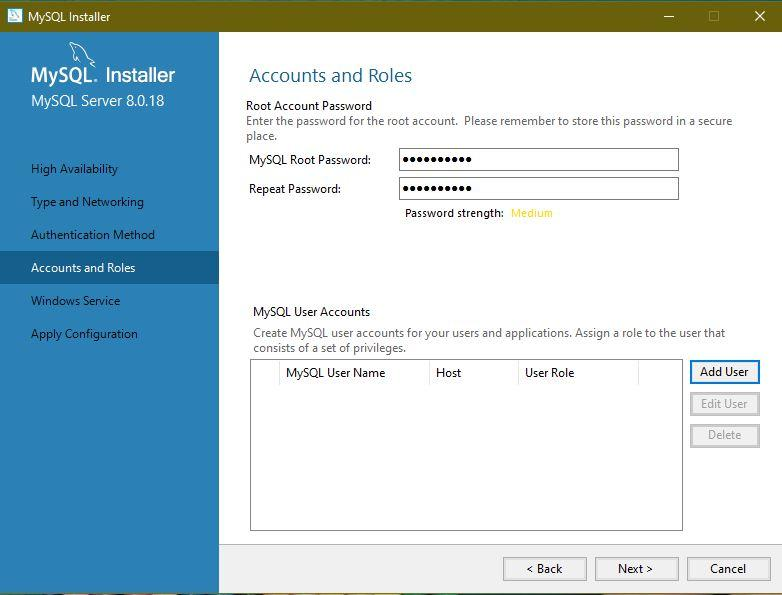 MySQL Installer
MySQL. Installer
MySQL Server 8.0.18
High Availability
Type and Networking
Authentication Method
Accounts and Roles
Windows Service
Apply Configuration
Accounts and Roles
Root Account Password
Enter the password for the root account. Please remember to store this password in a secure
place.
MySQL Root Password: ●●●●●●●●●●
Repeat Password: ●●●●●●●●●●
Password strength: Medium
MySQL User Accounts
Create MySQL user accounts for your users and applications. Assign a role to the user that
consists of a set of privileges.
MySQL User Name Host User Role
Add User
Edit User
Delete
< Back Next > Cancel